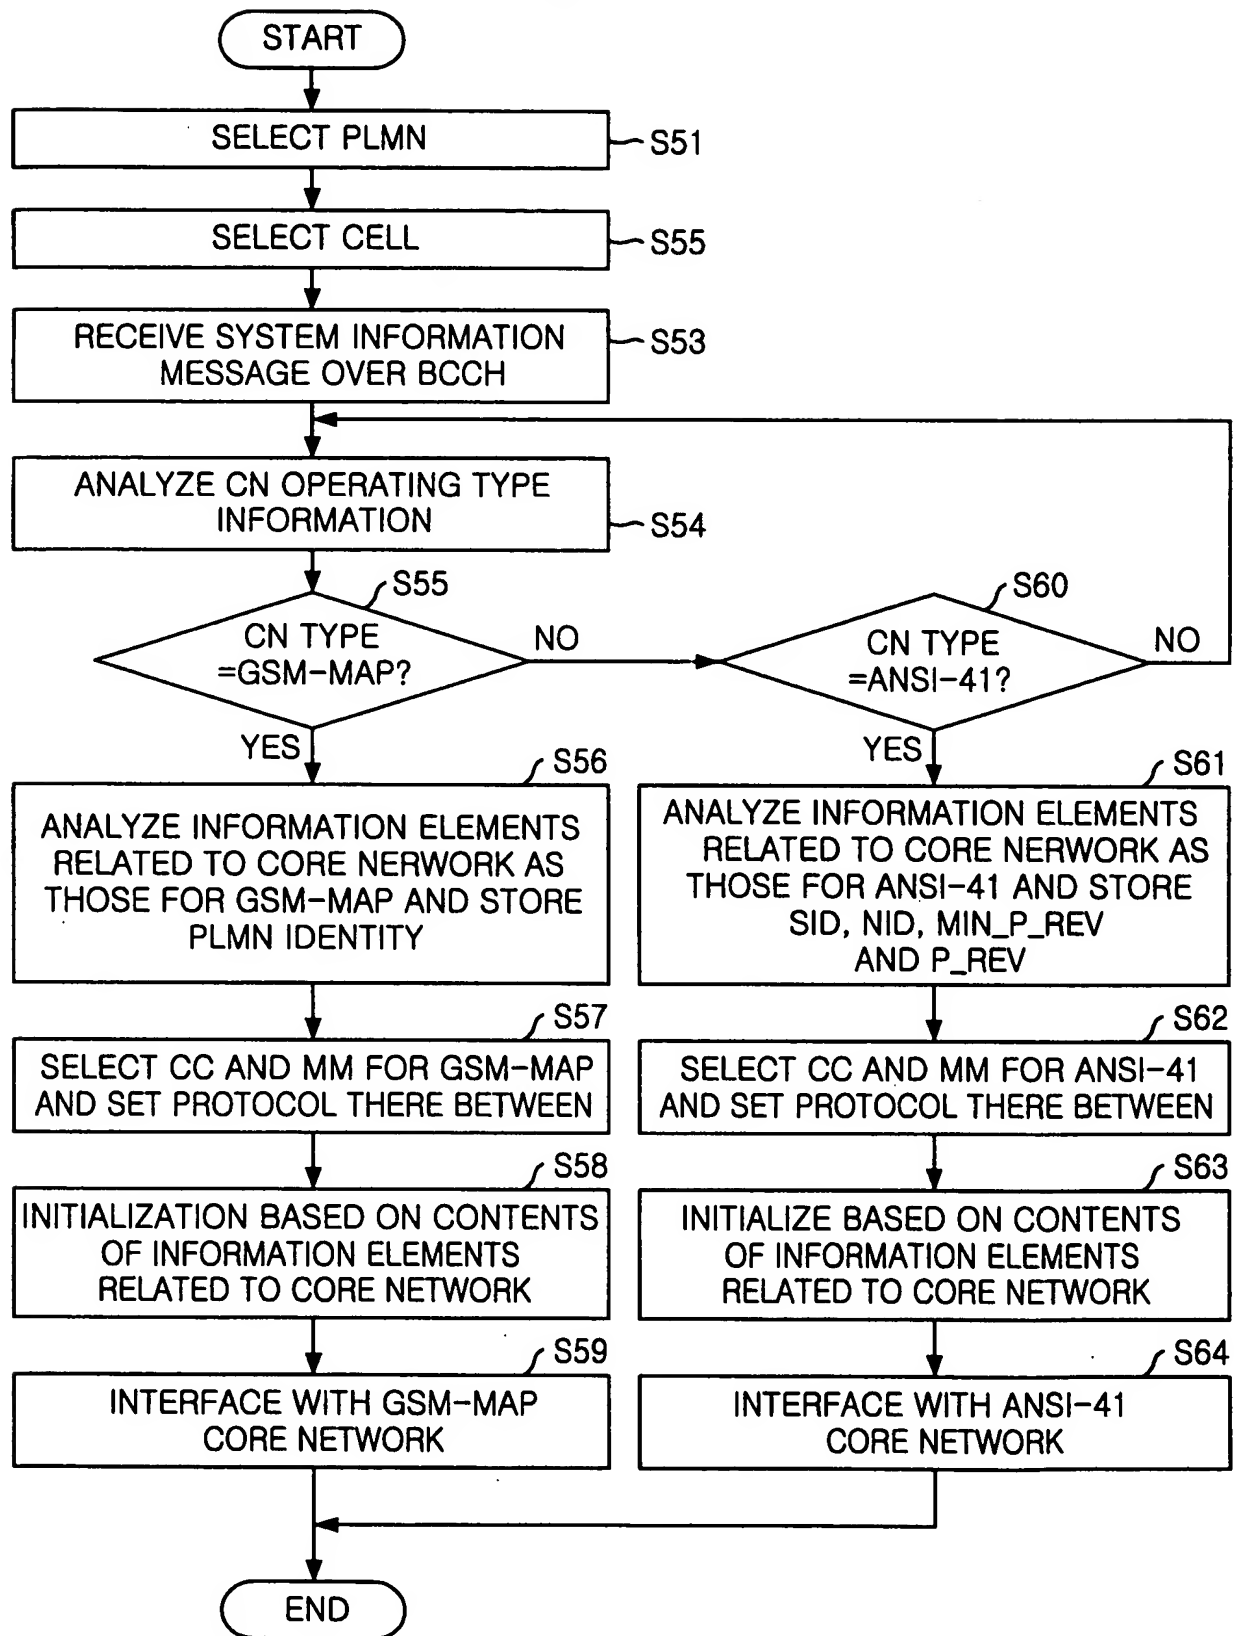 START
SELECT PLMN
S51
SELECT CELL
S55
RECEIVE SYSTEM INFORMATION
MESSAGE OVER BCCH
S53
ANALYZE CN OPERATING TYPE
INFORMATION
S54
S55
CN TYPE
=GSM-MAP?
NO
YES
S60
CN TYPE
=ANSI-41?
NO
YES
S56
ANALYZE INFORMATION ELEMENTS
RELATED TO CORE NERWORK AS
THOSE FOR GSM-MAP AND STORE
PLMN IDENTITY
S61
ANALYZE INFORMATION ELEMENTS
RELATED TO CORE NERWORK AS
THOSE FOR ANSI-41 AND STORE
SID, NID, MIN_P_REV
AND P_REV
S57
SELECT CC AND MM FOR GSM-MAP
AND SET PROTOCOL THERE BETWEEN
S62
SELECT CC AND MM FOR ANSI-41
AND SET PROTOCOL THERE BETWEEN
S58
INITIALIZATION BASED ON CONTENTS
OF INFORMATION ELEMENTS
RELATED TO CORE NETWORK
S63
INITIALIZE BASED ON CONTENTS
OF INFORMATION ELEMENTS
RELATED TO CORE NETWORK
S59
INTERFACE WITH GSM-MAP
CORE NETWORK
S64
INTERFACE WITH ANSI-41
CORE NETWORK
END